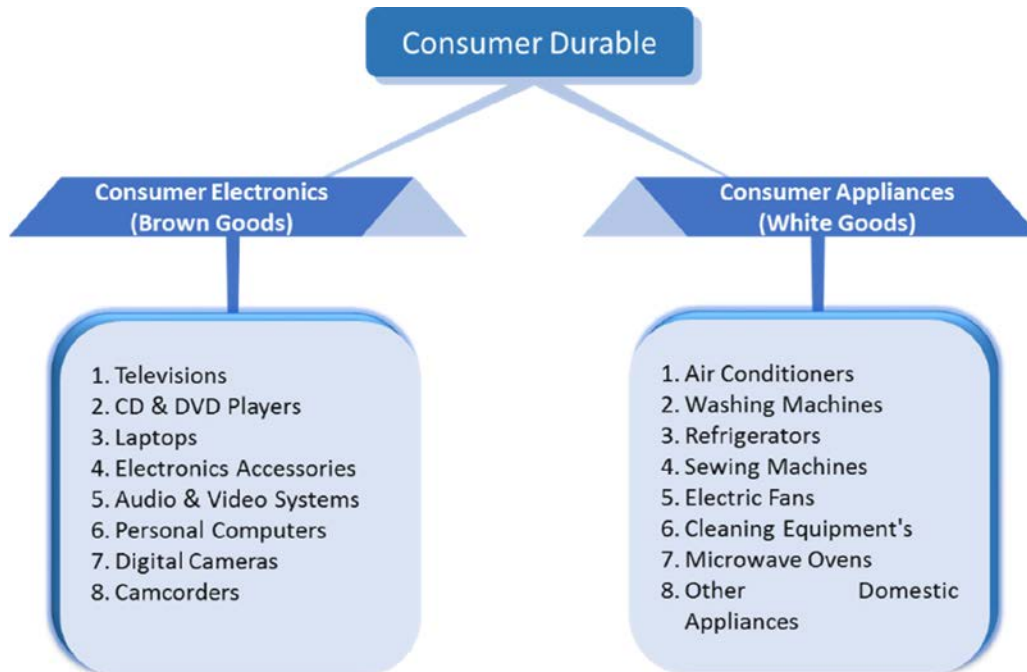 Consumer Durable
Consumer Electronics
(Brown Goods)
1. Televisions
2. CD & DVD Players
3. Laptops
4. Electronics Accessories
5. Audio & Video Systems
6. Personal Computers
7. Digital Cameras
8. Camcorders
Consumer Appliances
(White Goods)
1. Air Conditioners
2. Washing Machines
3. Refrigerators
4. Sewing Machines
5. Electric Fans
6. Cleaning Equipment's
7. Microwave Ovens
8. Other Domestic
Appliances